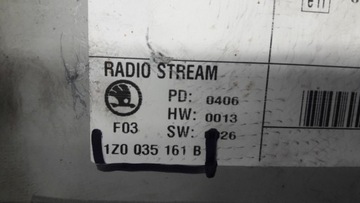 RADIO STREAM
PD: 0406
HW: 0013
F03
SW:
1Z0 035 161 B